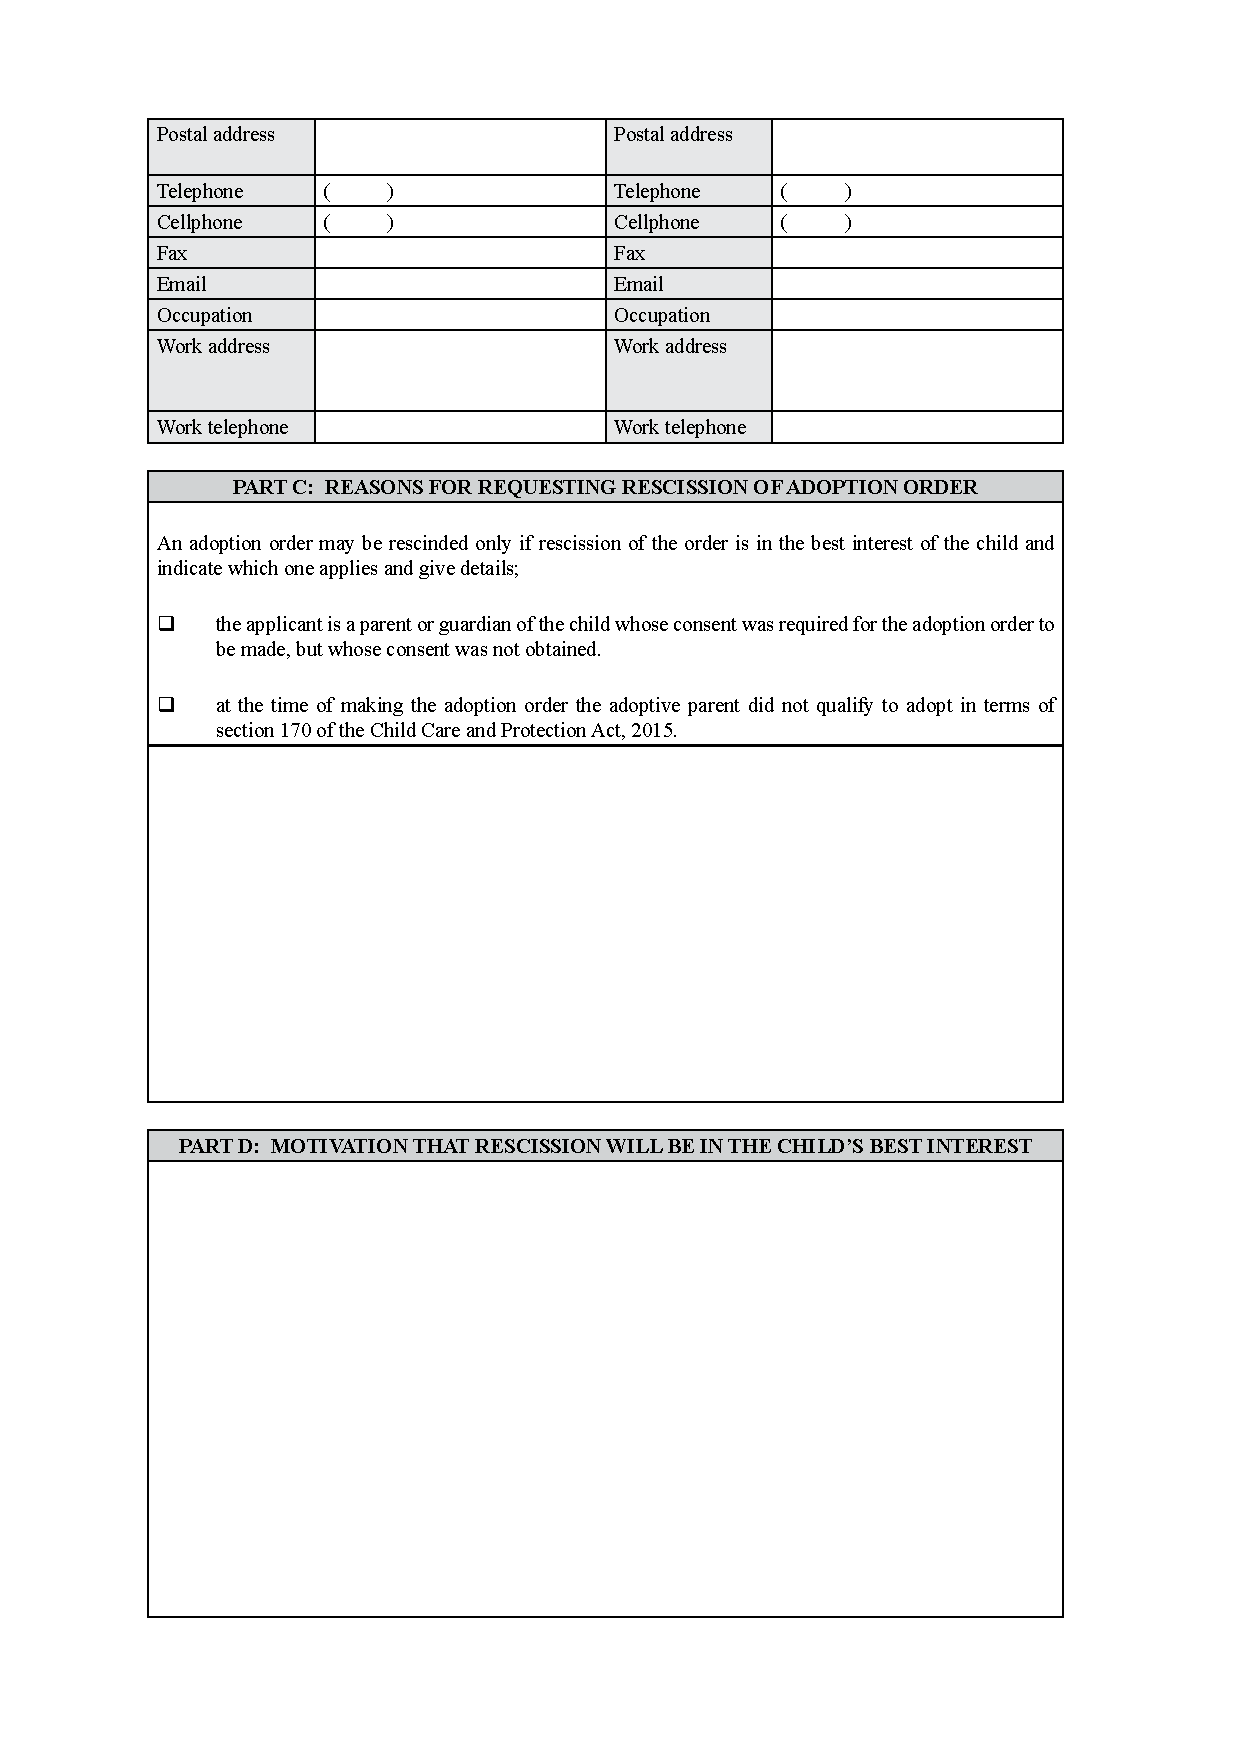 Postal address Postal address
Telephone ( ) Telephone ( )
Cellphone ( ) Cellphone ( )
Fax Fax
Email Email
Occupation Occupation
Work address Work address
Work telephone Work telephone
PART C: REASONS FOR REQUESTING RESCISSION OF ADOPTION ORDER
An adoption order may be rescinded only if rescission of the order is in the best interest of the child and
indicate which one applies and give details;
❑ the applicant is a parent or guardian of the child whose consent was required for the adoption order to
be made, but whose consent was not obtained.
❑ at the time of making the adoption order the adoptive parent did not qualify to adopt in terms of
section 170 of the Child Care and Protection Act, 2015.
PART D: MOTIVATION THAT RESCISSION WILL BE IN THE CHILD’S BEST INTEREST